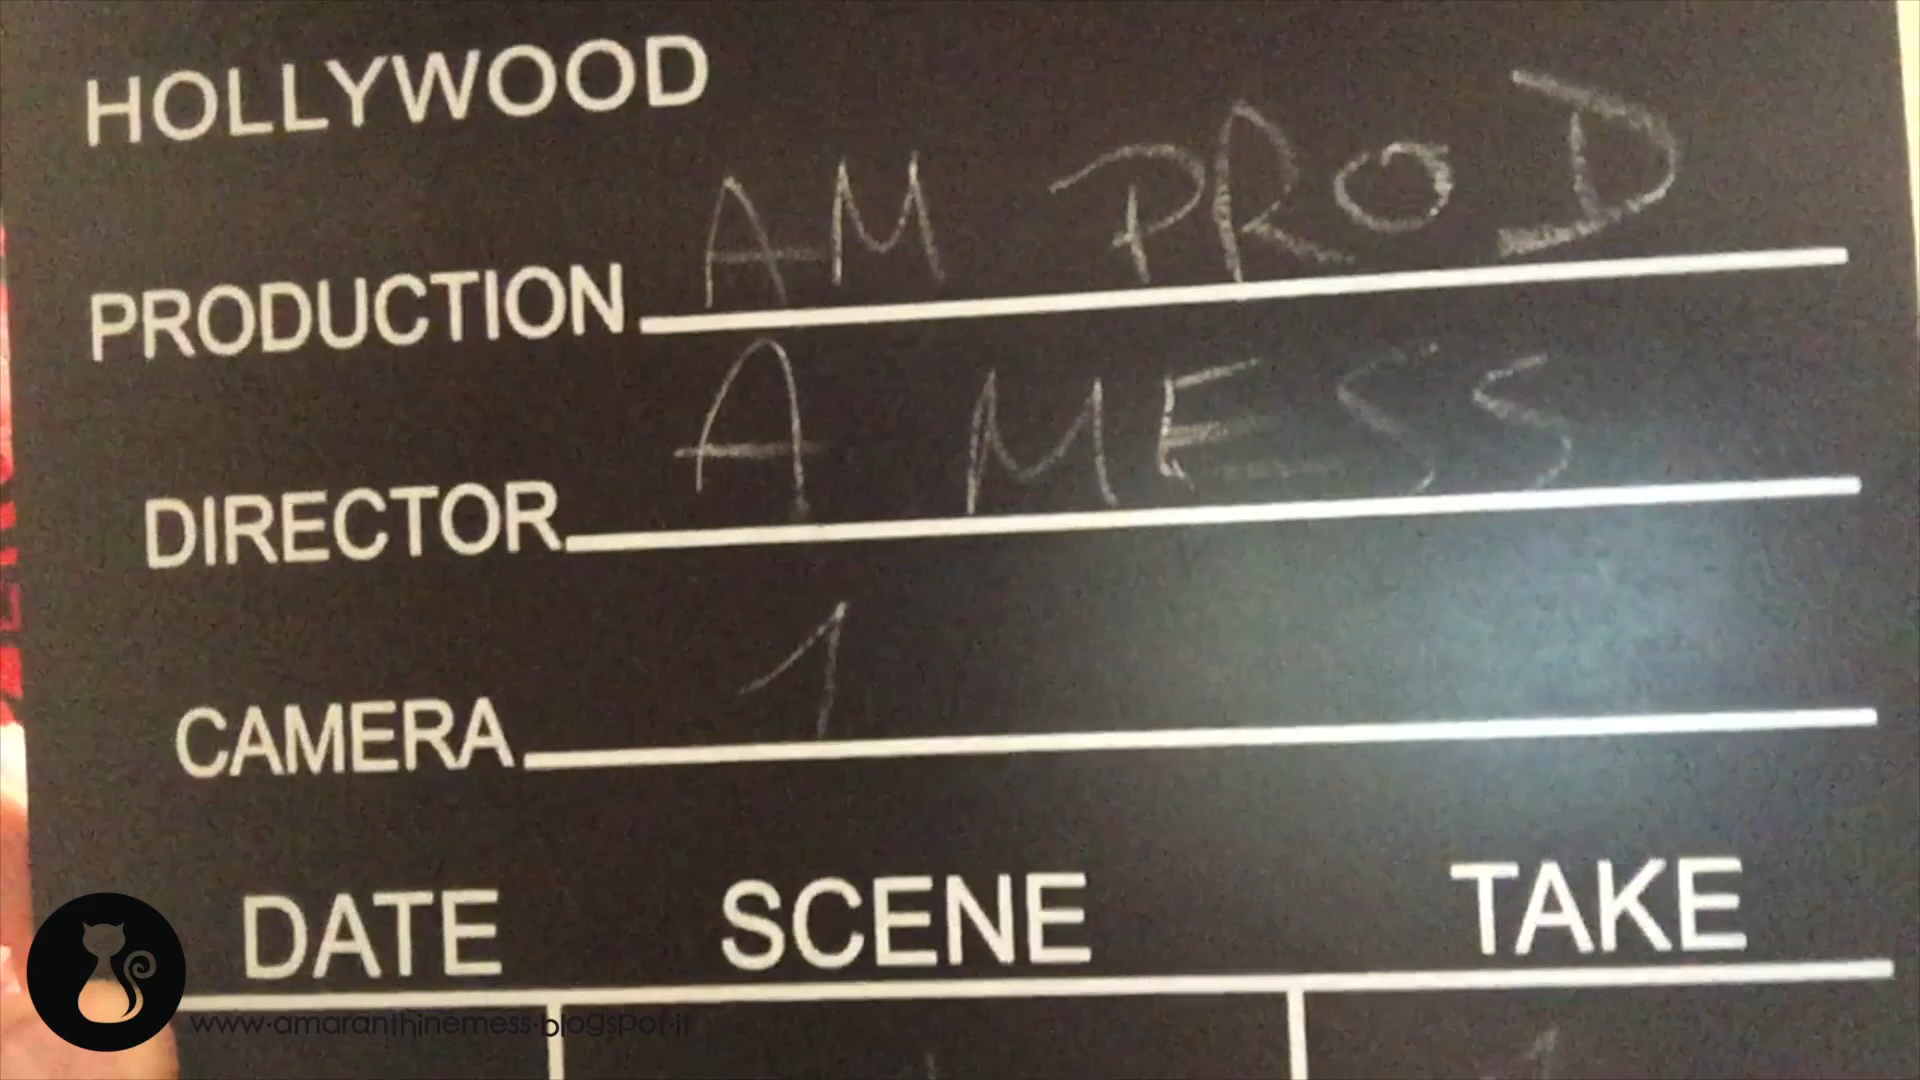 HOLLYWOOD
PRODUCTION AM PROD
DIRECTOR A MESS
CAMERA 1
DATE SCENE TAKE
www.amaranthinemess.blogspot.it